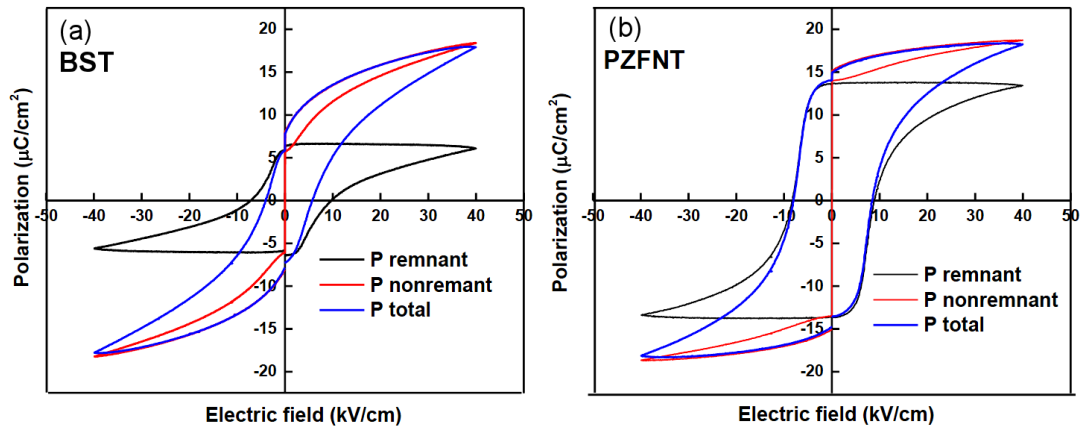 (a)
BST
20
15
10
5
0
-5
-10
-15
-20
-50 -40 -30 -20 -10 0 10 20 30 40 50
P remnant
P nonremant
P total
Polarization (μC/cm²)
Electric field (kV/cm)
(b)
PZFNT
20
15
10
5
0
-5
-10
-15
-20
-50 -40 -30 -20 -10 0 10 20 30 40 50
P remnant
P nonremnant
P total
Polarization (μC/cm²)
Electric field (kV/cm)